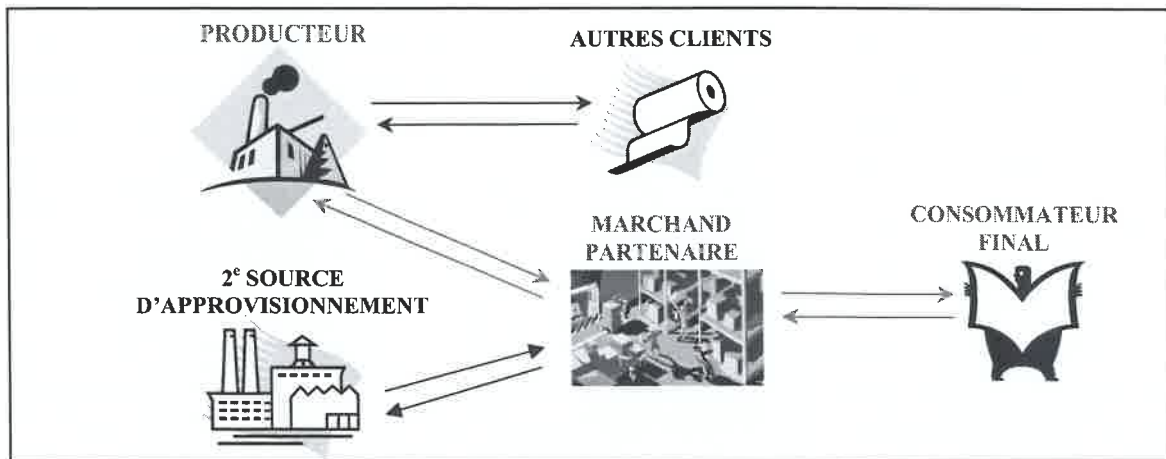 PRODUCTEUR
AUTRES CLIENTS
MARCHAND
PARTENAIRE
CONSOMMATEUR
FINAL
2e SOURCE
D'APPROVISIONNEMENT